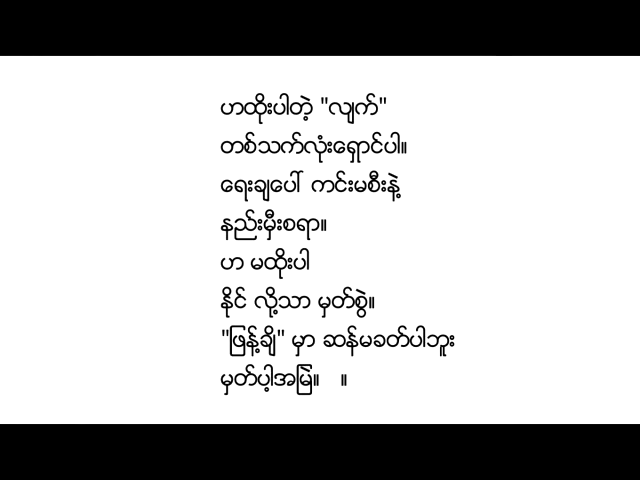 ဟထိုးပါတဲ့ "လျက်"
တစ်သက်လုံးရှောင်ပါ။
ရေးချပေါ် ကင်းမစီးနဲ့
နည်းမှီးစရာ။
ဟ မထိုးပါ
နိုင် လို့သာ မှတ်စွဲ။
"ဖြန့်ချိ" မှာ ဆန်မခတ်ပါဘူး
မှတ်ပါ့အမြဲ။ ။